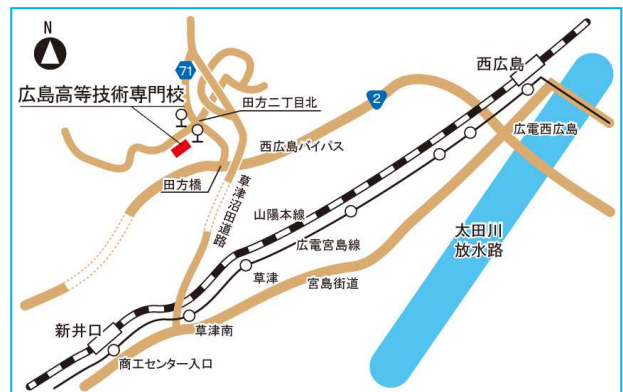 N
71
西広島
広島高等技術専門校
田方二丁目北
2
広電西広島
西広島バイパス
田方橋
草津沼田道路
山陽本線
太田川
放水路
広電宮島線
草津
宮島街道
新井口
草津南
商工センター入口